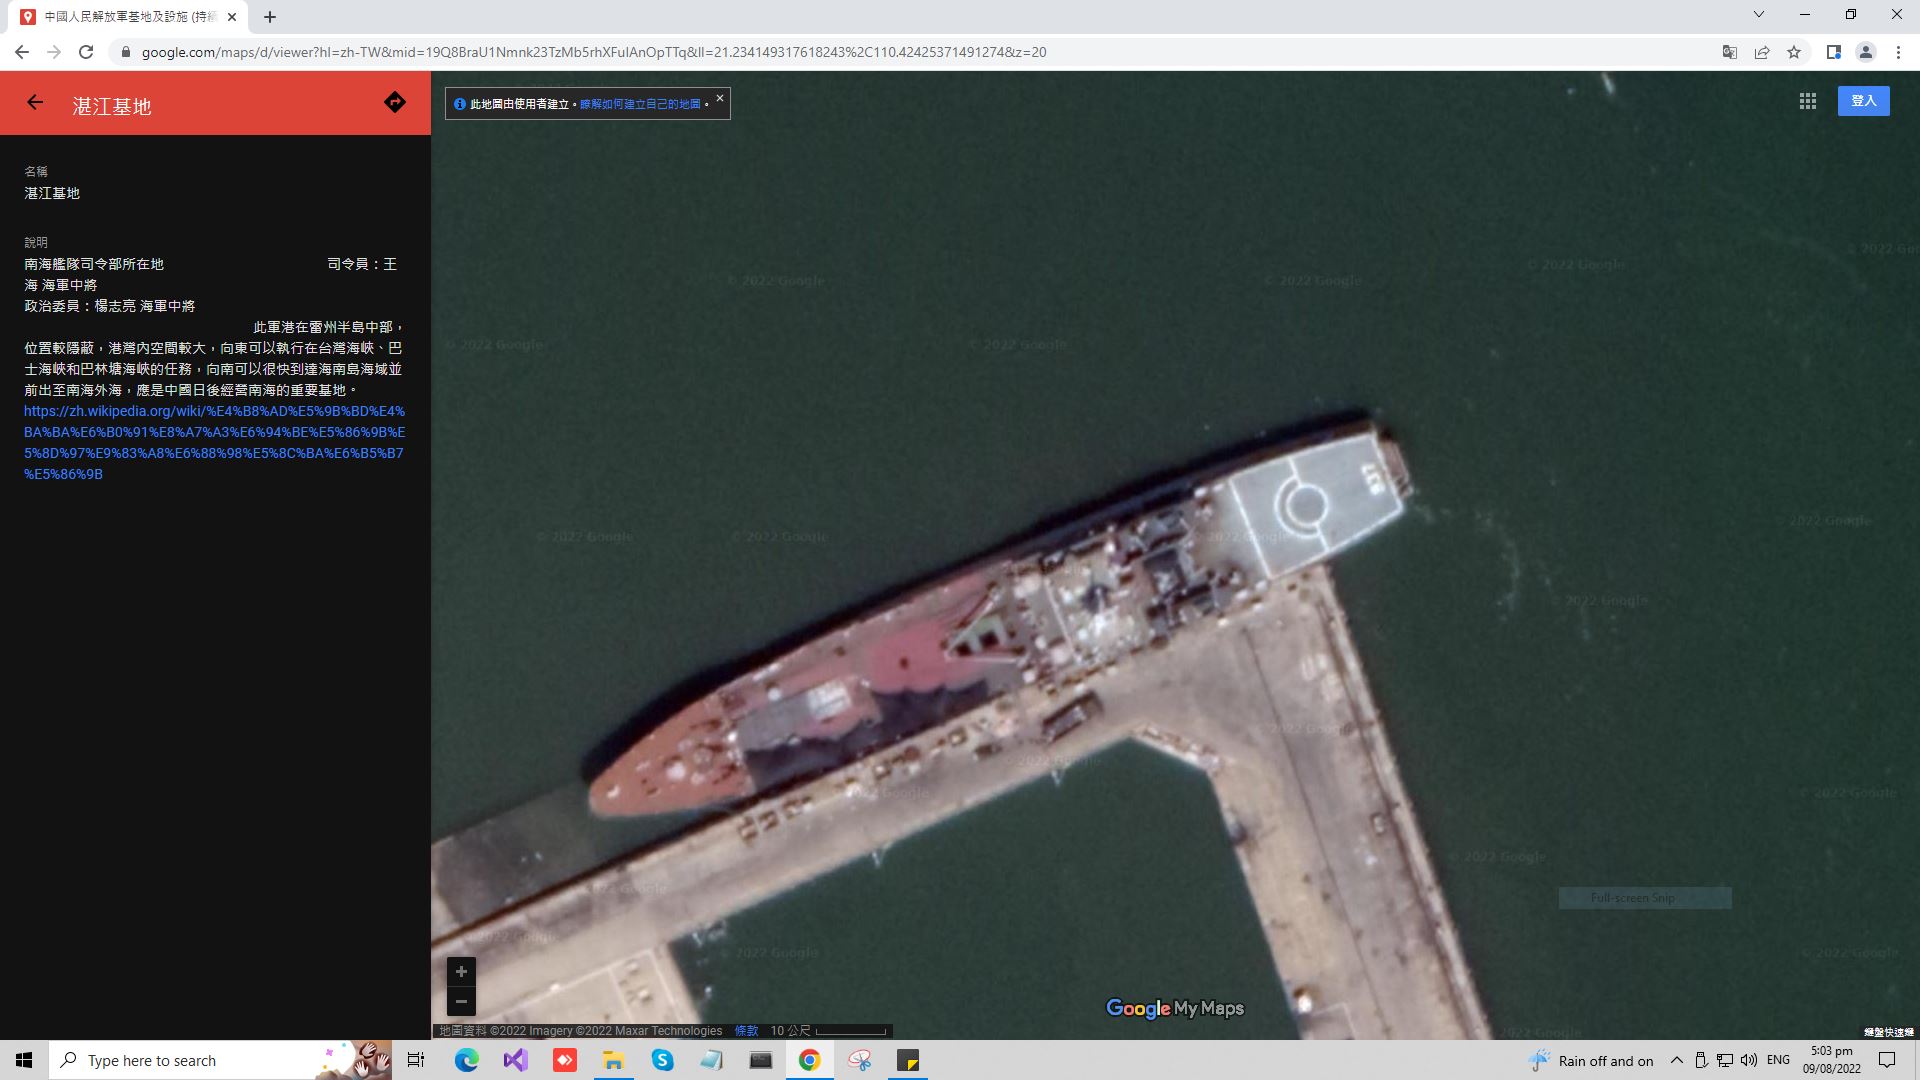 中國人民解放軍基地及設施 (持續
google.com/maps/d/viewer?hl=zh-TW&mid=19Q8BraU1Nmnk23TzMb5rhXFulAnOpTTq&ll=21.234149317618243%2C110.42425371491274&z=20
湛江基地
此地圖由使用者建立。瞭解如何建立自己的地圖。
登入
名稱
湛江基地
說明
南海艦隊司令部所在地 司令員：王
海 海軍中將
政治委員：楊志亮 海軍中將
此軍港在雷州半島中部，
位置較隱蔽，港灣內空間較大，向東可以執行在台灣海峽、巴
士海峽和巴林塘海峽的任務，向南可以很快到達海南島海域並
前出至南海外海，應是中國日後經營南海的重要基地。
https://zh.wikipedia.org/wiki/%E4%B8%AD%E5%9B%BD%E4%
BA%BA%E6%B0%91%E8%A7%A3%E6%94%BE%E5%86%9B%E
5%8D%97%E9%83%A8%E6%88%98%E5%8C%BA%E6%B5%B7
%E5%86%9B
© 2022 Google
Full-screen Snip
Google My Maps
地圖資料 ©2022 Imagery ©2022 Maxar Technologies 條款 10 公尺
鍵盤快速鍵
Type here to search
Rain off and on
ENG
5:03 pm
09/08/2022